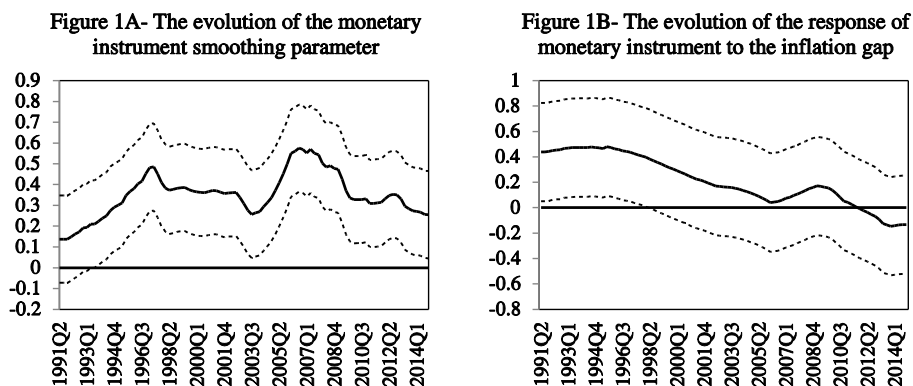 Figure 1A- The evolution of the monetary
instrument smoothing parameter
0.9
0.8
0.7
0.6
0.5
0.4
0.3
0.2
0.1
0
-0.1
-0.2
1991Q2
1993Q1
1994Q4
1996Q3
1998Q2
2000Q1
2001Q4
2003Q3
2005Q2
2007Q1
2008Q4
2010Q3
2012Q2
2014Q1
Figure 1B- The evolution of the response of
monetary instrument to the inflation gap
1
0.8
0.6
0.4
0.2
0
-0.2
-0.4
-0.6
-0.8
1991Q2
1993Q1
1994Q4
1996Q3
1998Q2
2000Q1
2001Q4
2003Q3
2005Q2
2007Q1
2008Q4
2010Q3
2012Q2
2014Q1